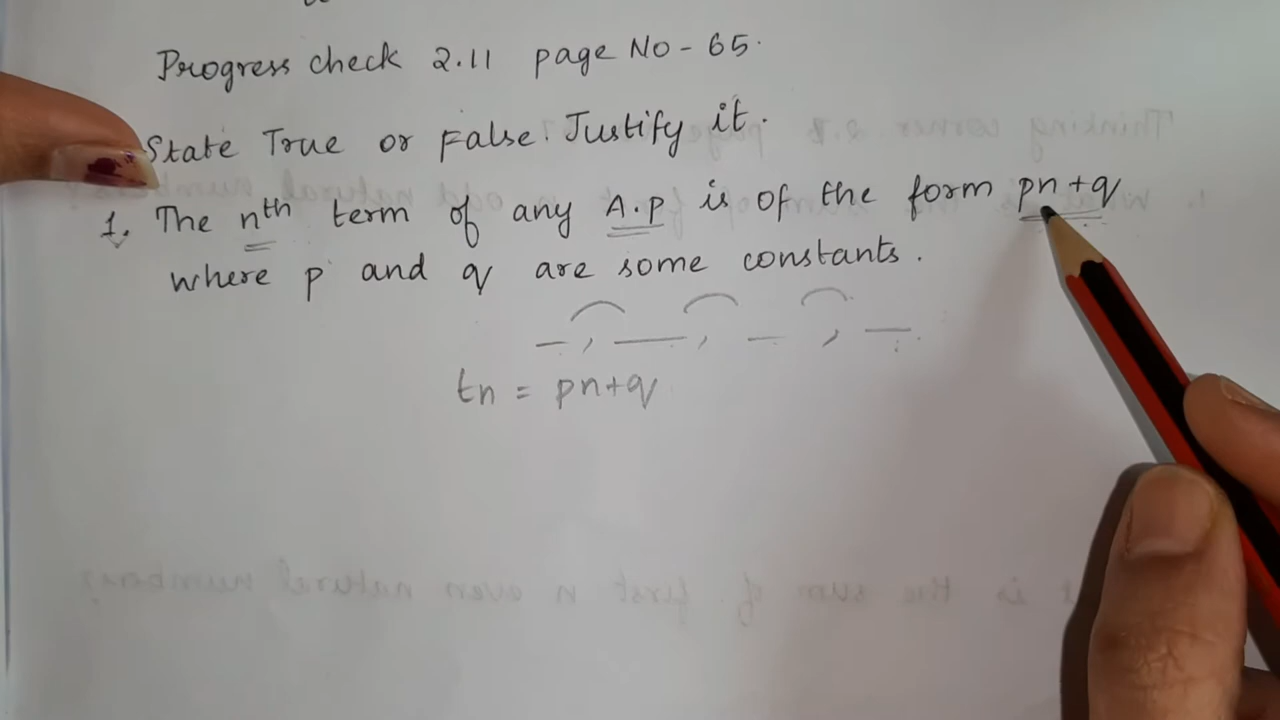 Progress check 2.11 page No - 65.
State True or False. Justify it.
1. The nth term of any A.P is of the form pn+q
where p and q are some constants.
tn = pn+q